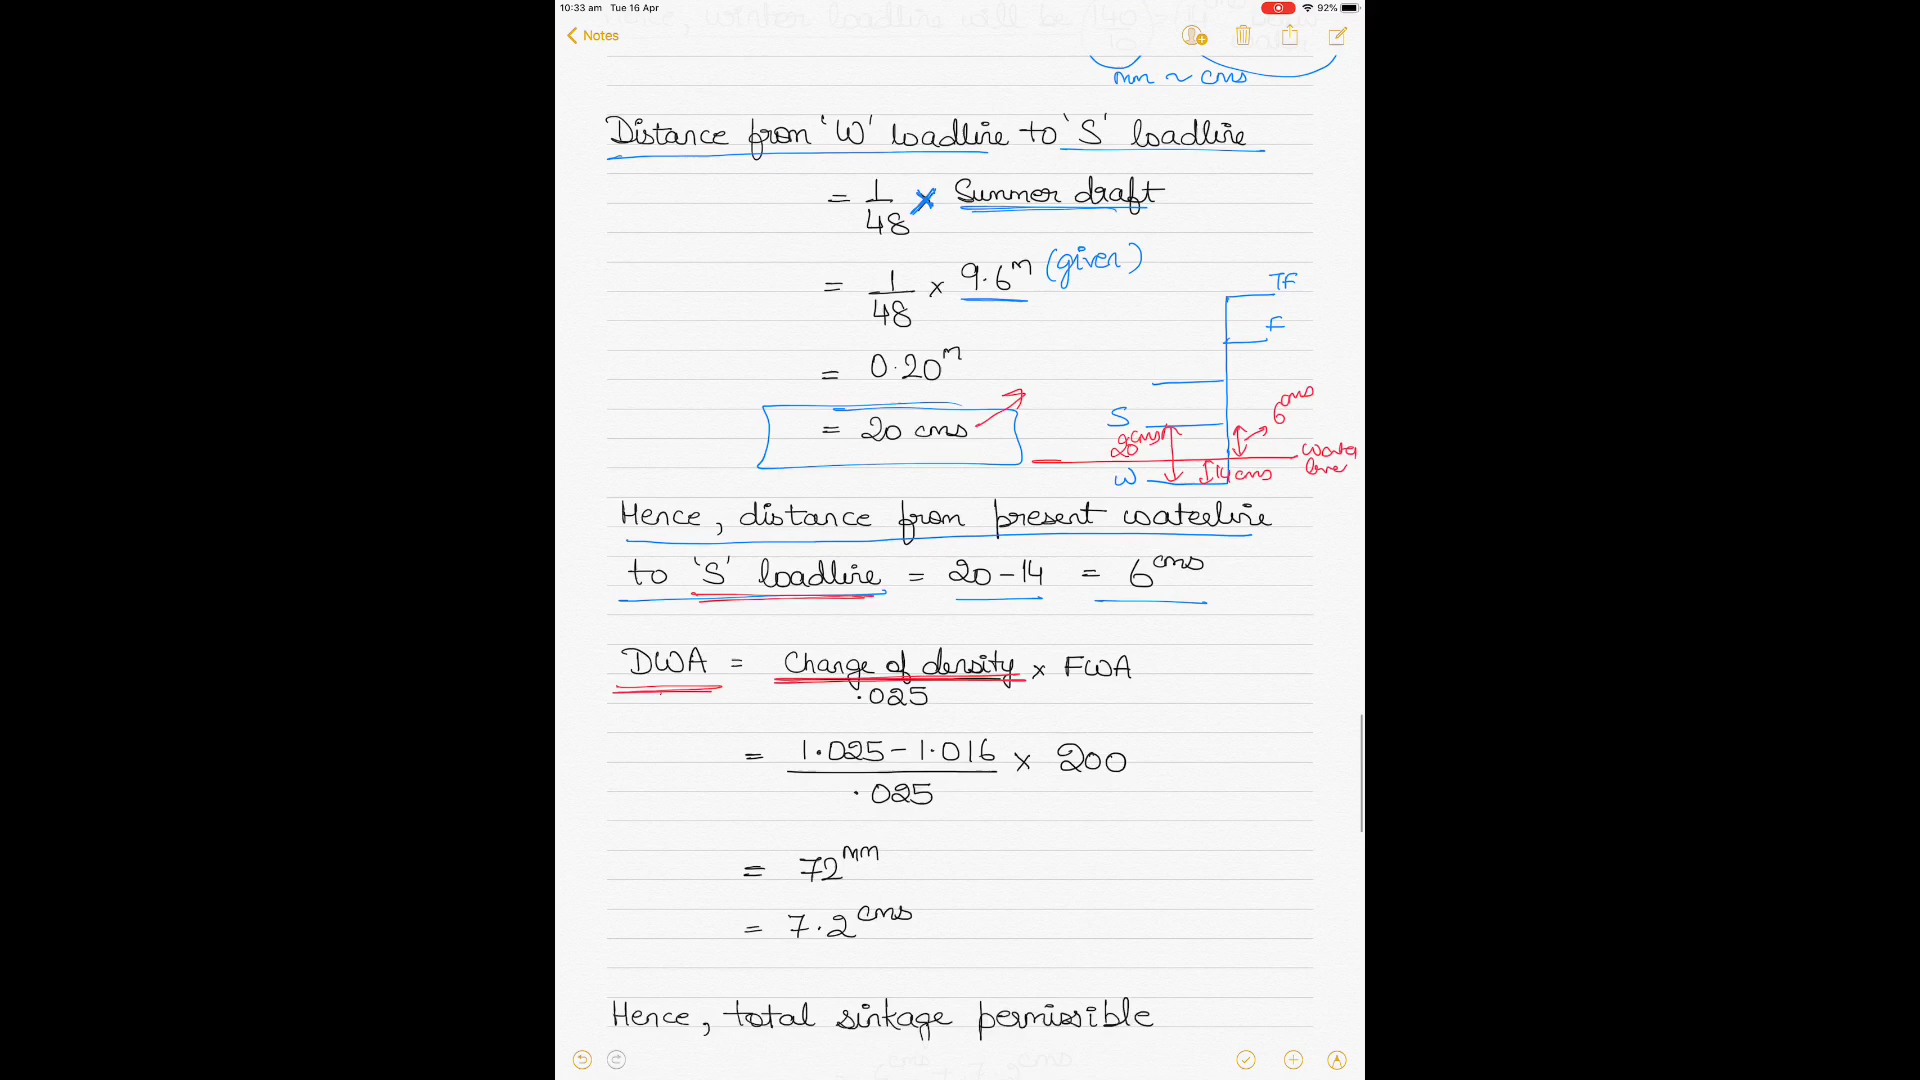 10:33 am Tue 16 Apr
92%
Notes
mm ~ cms
Distance from 'W' loadline to 'S' loadline
= 1/48 × Summer draft
= 1/48 × 9.6m (given)
= 0.20m
= 20 cms
TF
F
S
6cms
20cms
Water line
W
14cms
Hence, distance from present waterline
to 'S' loadline = 20-14 = 6cms
DWA = Change of density/.025 × FWA
= 1.025-1.016/.025 × 200
= 72mm
= 7.2cms
Hence, total sinkage permissible